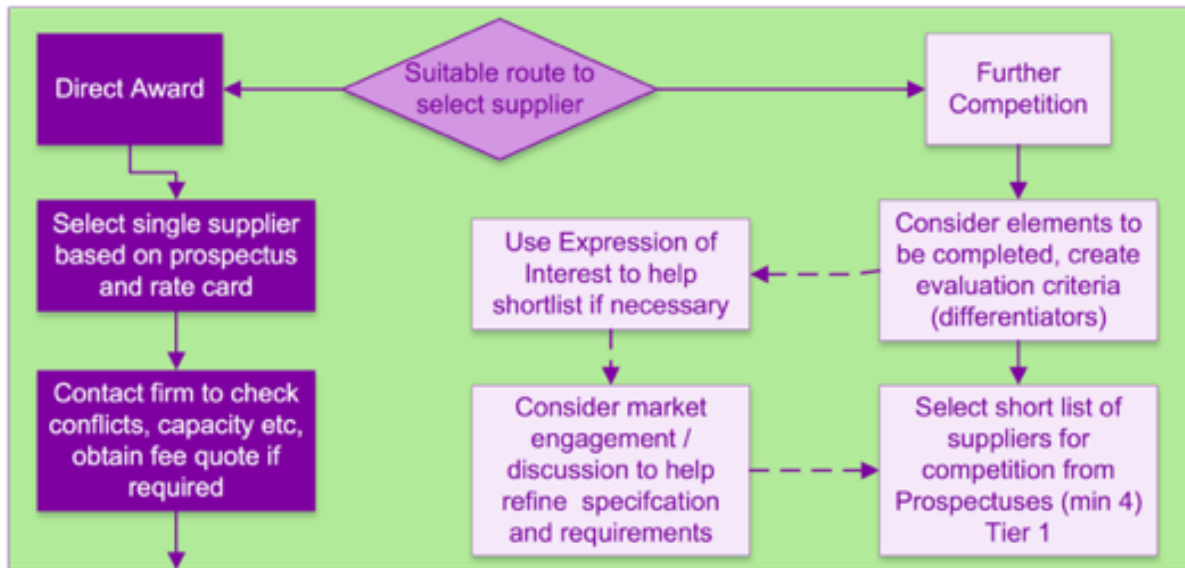 Direct Award
Suitable route to
select supplier
Further
Competition
Select single supplier
based on prospectus
and rate card
Use Expression of
Interest to help
shortlist if necessary
Consider elements to
be completed, create
evaluation criteria
(differentiators)
Contact firm to check
conflicts, capacity etc,
obtain fee quote if
required
Consider market
engagement /
discussion to help
refine specifcation
and requirements
Select short list of
suppliers for
competition from
Prospectuses (min 4)
Tier 1